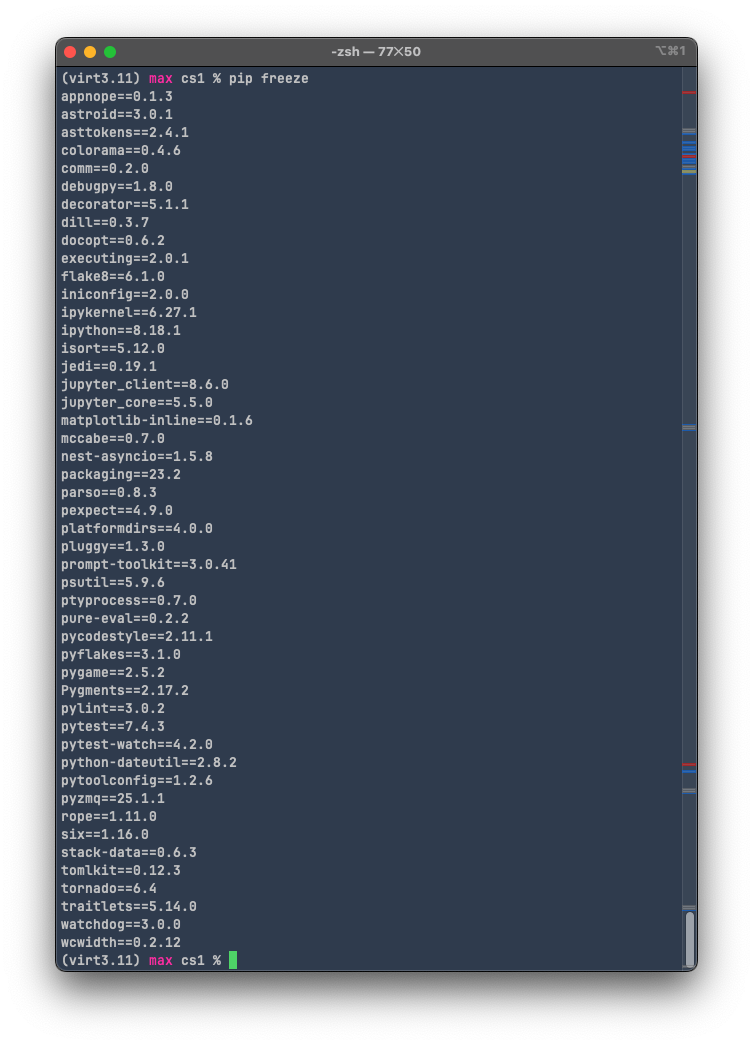 -zsh — 77×50
⌥⌘1
(virt3.11) max cs1 % pip freeze
appnope==0.1.3
astroid==3.0.1
asttokens==2.4.1
colorama==0.4.6
comm==0.2.0
debugpy==1.8.0
decorator==5.1.1
dill==0.3.7
docopt==0.6.2
executing==2.0.1
flake8==6.1.0
iniconfig==2.0.0
ipykernel==6.27.1
ipython==8.18.1
isort==5.12.0
jedi==0.19.1
jupyter_client==8.6.0
jupyter_core==5.5.0
matplotlib-inline==0.1.6
mccabe==0.7.0
nest-asyncio==1.5.8
packaging==23.2
parso==0.8.3
pexpect==4.9.0
platformdirs==4.0.0
pluggy==1.3.0
prompt-toolkit==3.0.41
psutil==5.9.6
ptyprocess==0.7.0
pure-eval==0.2.2
pycodestyle==2.11.1
pyflakes==3.1.0
pygame==2.5.2
Pygments==2.17.2
pylint==3.0.2
pytest==7.4.3
pytest-watch==4.2.0
python-dateutil==2.8.2
pytoolconfig==1.2.6
pyzmq==25.1.1
rope==1.11.0
six==1.16.0
stack-data==0.6.3
tomlkit==0.12.3
tornado==6.4
traitlets==5.14.0
watchdog==3.0.0
wcwidth==0.2.12
(virt3.11) max cs1 %